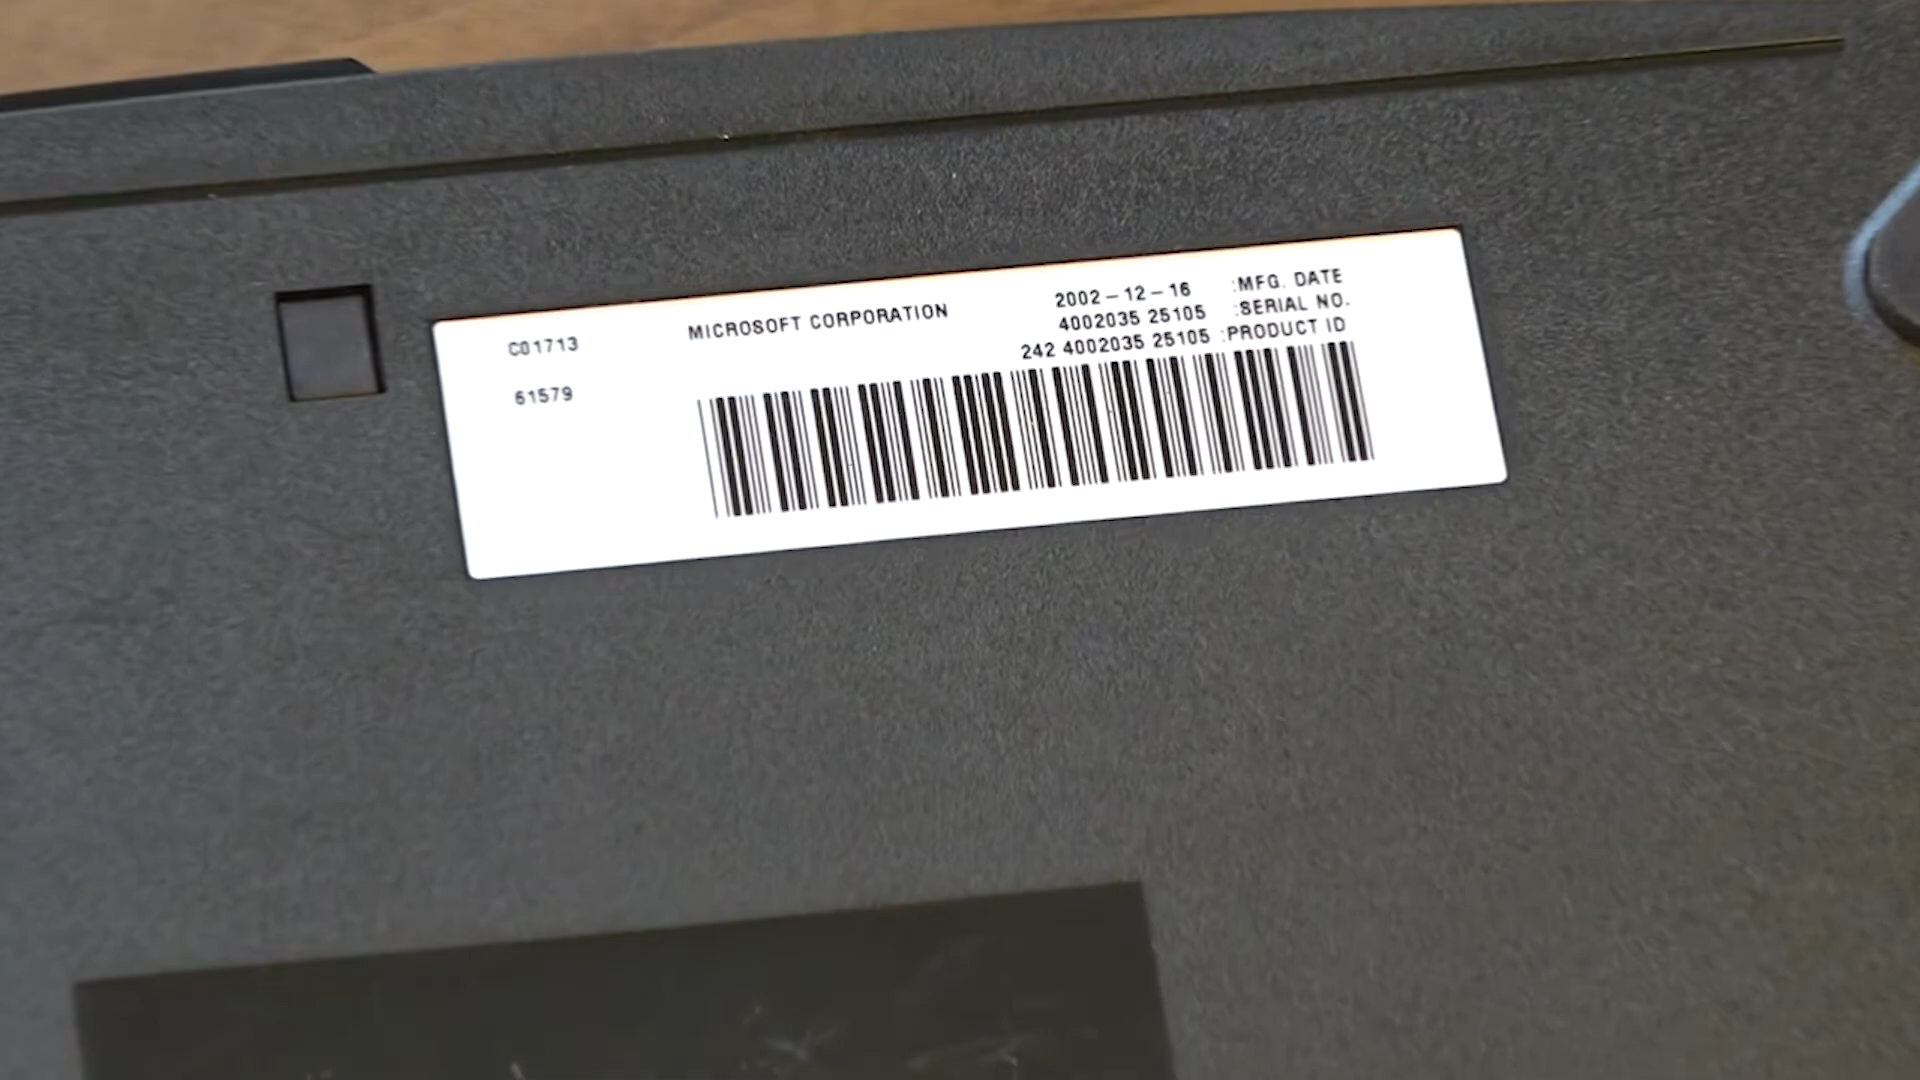 C01713
61579
MICROSOFT CORPORATION
2002-12-16 :MFG. DATE
4002035 25105 :SERIAL NO.
242 4002035 25105 :PRODUCT ID